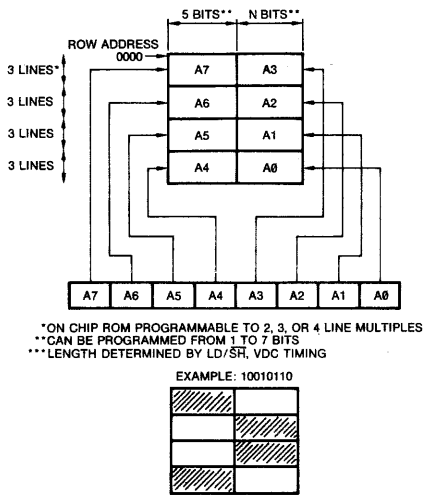 5 BITS** N BITS**
ROW ADDRESS
0000
3 LINES* A7 A3
3 LINES A6 A2
3 LINES A5 A1
3 LINES A4 A0
A7 A6 A5 A4 A3 A2 A1 A0
*ON CHIP ROM PROGRAMMABLE TO 2, 3, OR 4 LINE MULTIPLES
**CAN BE PROGRAMMED FROM 1 TO 7 BITS
***LENGTH DETERMINED BY LD/SH, VDC TIMING
EXAMPLE: 10010110